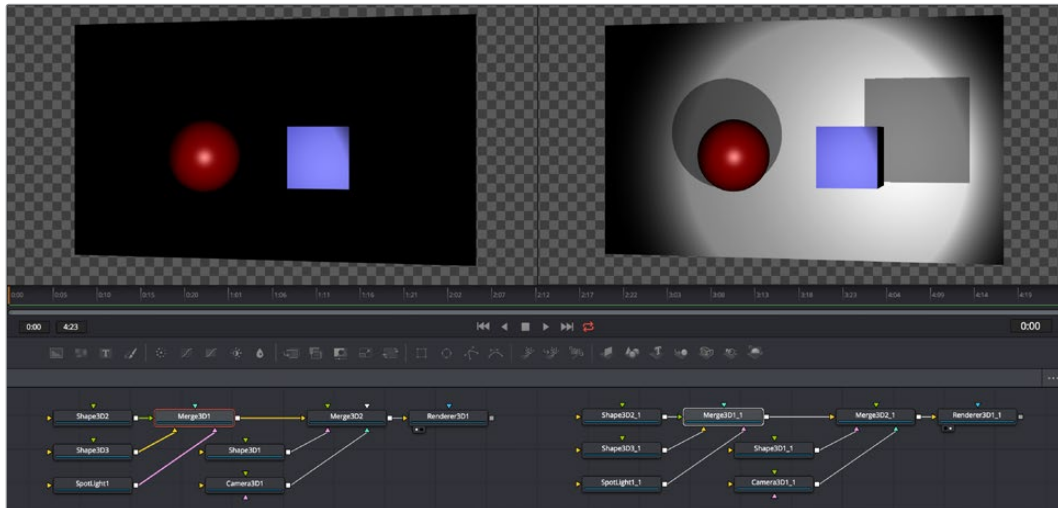 0:00 0:05 0:10 0:15 0:20 1:01 1:06 1:11 1:16 1:21 2:02 2:07 2:12 2:17 2:22 3:03 3:08 3:13 3:18 3:23 4:04 4:09 4:14 4:19
0:00 4:23 0:00
T T
Shape3D2 Merge3D1 Merge3D2 Renderer3D1 Shape3D2_1 Merge3D1_1 Merge3D2_1 Renderer3D1_1
Shape3D3 Shape3D1 Shape3D3_1 Shape3D1_1
SpotLight1 Camera3D1 SpotLight1_1 Camera3D1_1